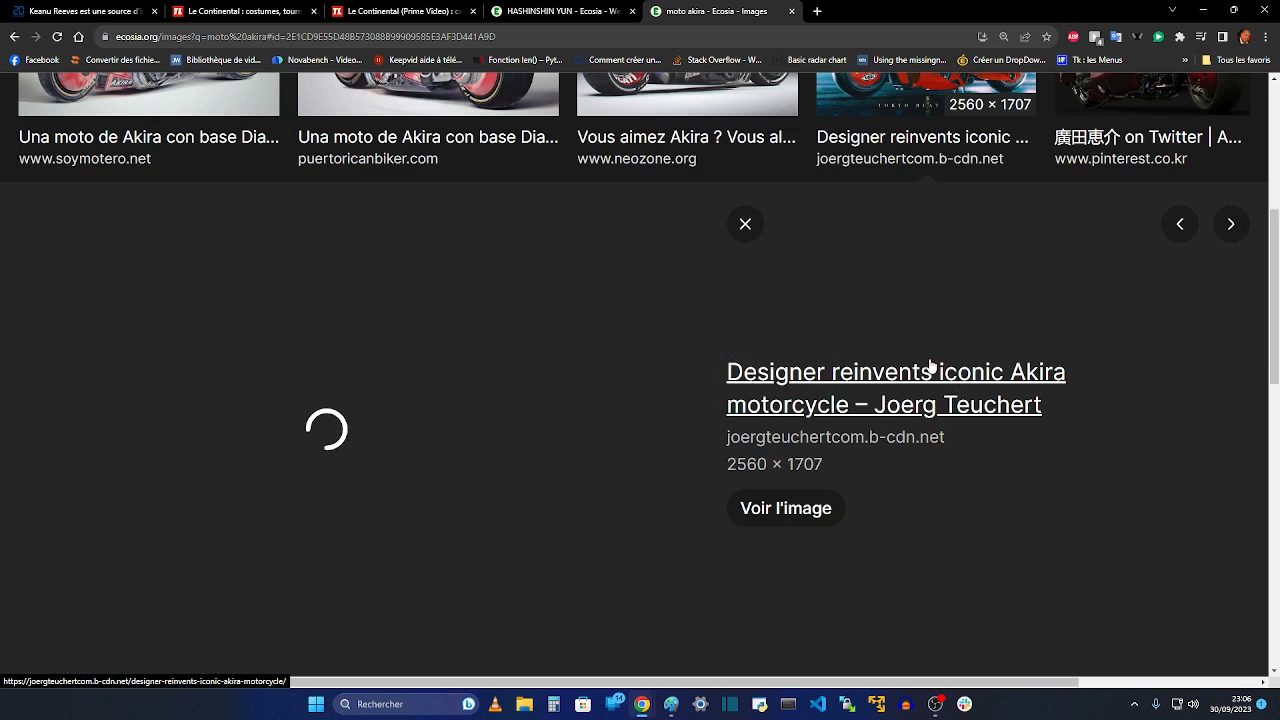 Keanu Reves est une source d'i
Le Continental : costumes, tourn
Le Continental (Prime Video) : ca
HASHINSHIN YUN - Ecosia - We
moto akira - Ecosia - Images
ecosia.org/images?q=moto%20akira#id=2E1CD9E55D48B573088B99909585E3AF3D441A9D
Facebook
Convertir des fichie...
Bibliothèque de vid...
Novabench - Video...
Keepvid aide à télé...
Fonction len() – Pyt...
Comment créer un...
Stack Overflow - W...
Basic radar chart
Using the missingn...
Créer un DropDow...
Tk : les Menus
»
Tous les favoris
TOKYO BEAT
2560 × 1707
Una moto de Akira con base Dia...
www.soymotero.net
Una moto de Akira con base Dia...
puertoricanbiker.com
Vous aimez Akira ? Vous al...
www.neozone.org
Designer reinvents iconic ...
joergteuchertcom.b-cdn.net
廣田恵介 on Twitter | A...
www.pinterest.co.kr
Designer reinvents iconic Akira
motorcycle – Joerg Teuchert
joergteuchertcom.b-cdn.net
2560 × 1707
Voir l'image
https://joergteuchertcom.b-cdn.net/designer-reinvents-iconic-akira-motorcycle/
Rechercher
14
23:06
30/09/2023